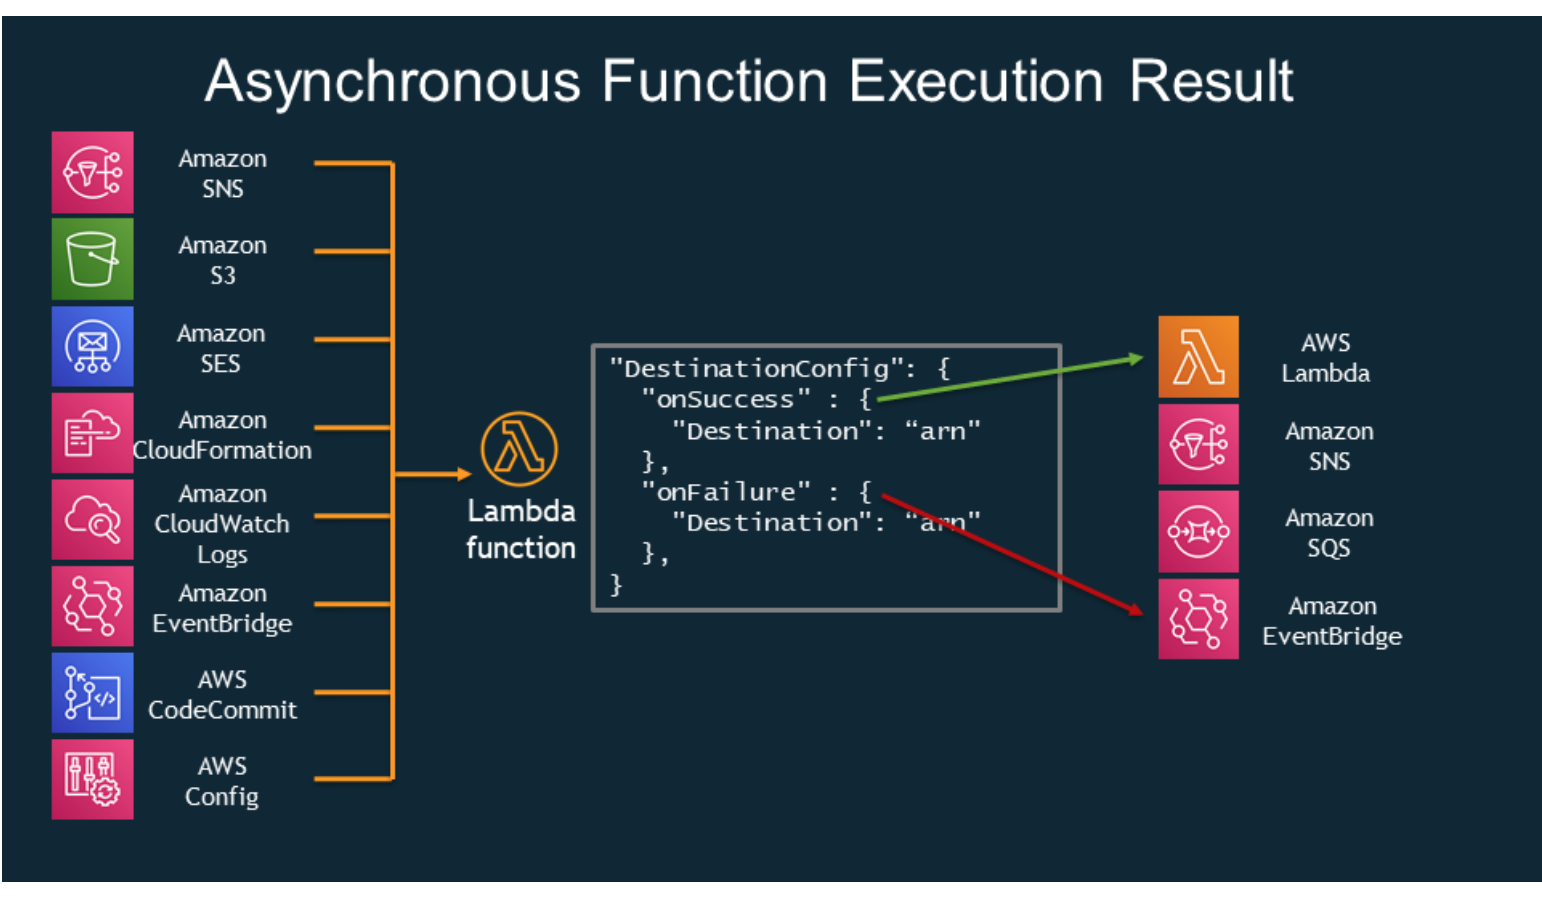 Asynchronous Function Execution Result
Amazon
SNS
Amazon
S3
Amazon
SES
Amazon
CloudFormation
Amazon
CloudWatch
Logs
Amazon
EventBridge
AWS
CodeCommit
AWS
Config
Lambda
function
"DestinationConfig": {
"onSuccess" : {
"Destination": “arn"
},
"onFailure" : {
"Destination": “arn"
},
}
AWS
Lambda
Amazon
SNS
Amazon
SQS
Amazon
EventBridge